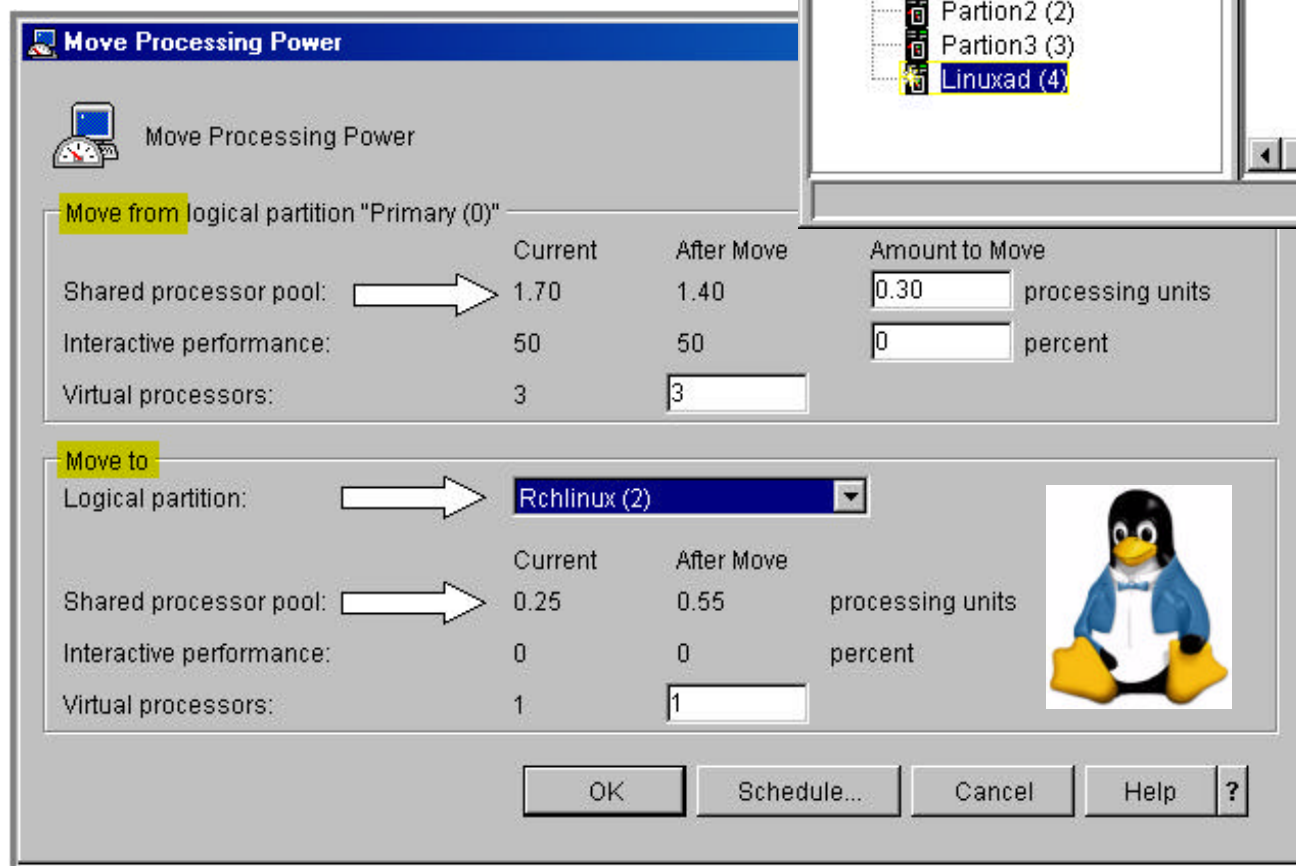 Partion2 (2)
Partion3 (3)
Linuxad (4)
Move Processing Power
Move Processing Power
Move from logical partition "Primary (0)"
Current After Move Amount to Move
Shared processor pool: 1.70 1.40 0.30 processing units
Interactive performance: 50 50 0 percent
Virtual processors: 3 3
Move to
Logical partition: Rchlinux (2)
Current After Move
Shared processor pool: 0.25 0.55 processing units
Interactive performance: 0 0 percent
Virtual processors: 1 1
OK Schedule... Cancel Help ?